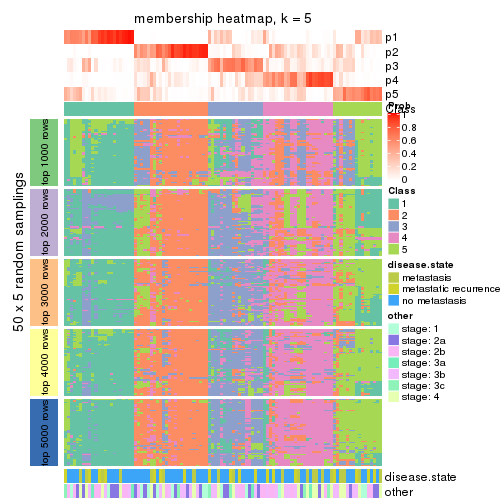 membership heatmap, k = 5
p1
p2
p3
p4
p5
Prob
Class
0.8
0.6
0.4
0.2
0
Class
1
2
3
4
5
disease.state
metastasis
metastatic recurrence
no metastasis
other
stage: 1
stage: 2a
stage: 2b
stage: 3a
stage: 3b
stage: 3c
stage: 4
50 x 5 random samplings
top 1000 rows
top 2000 rows
top 3000 rows
top 4000 rows
top 5000 rows
disease.state
other